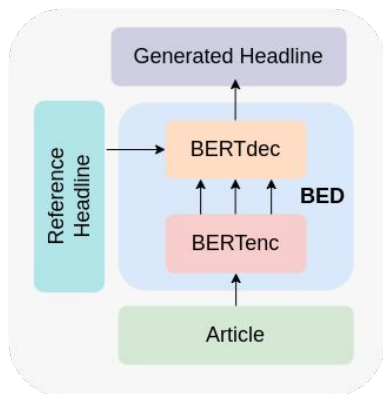 Generated Headline
Reference
Headline
BERTdec
BED
BERTenc
Article